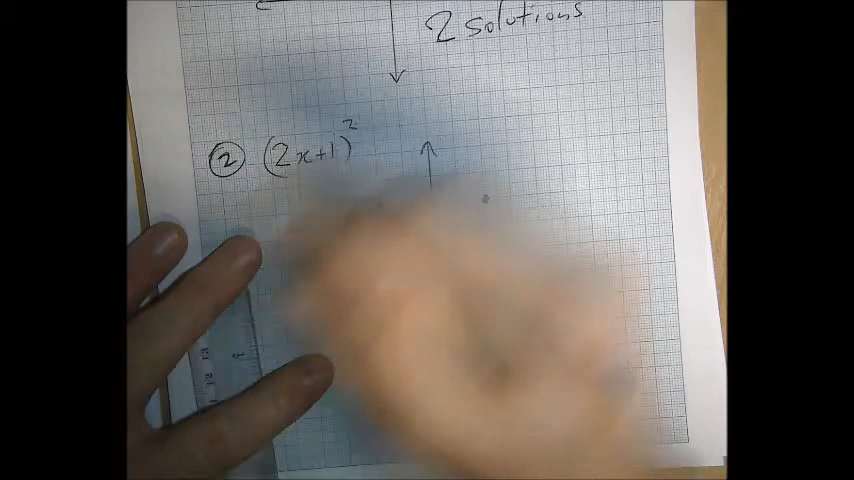 2 solutions
② (2x+1)²